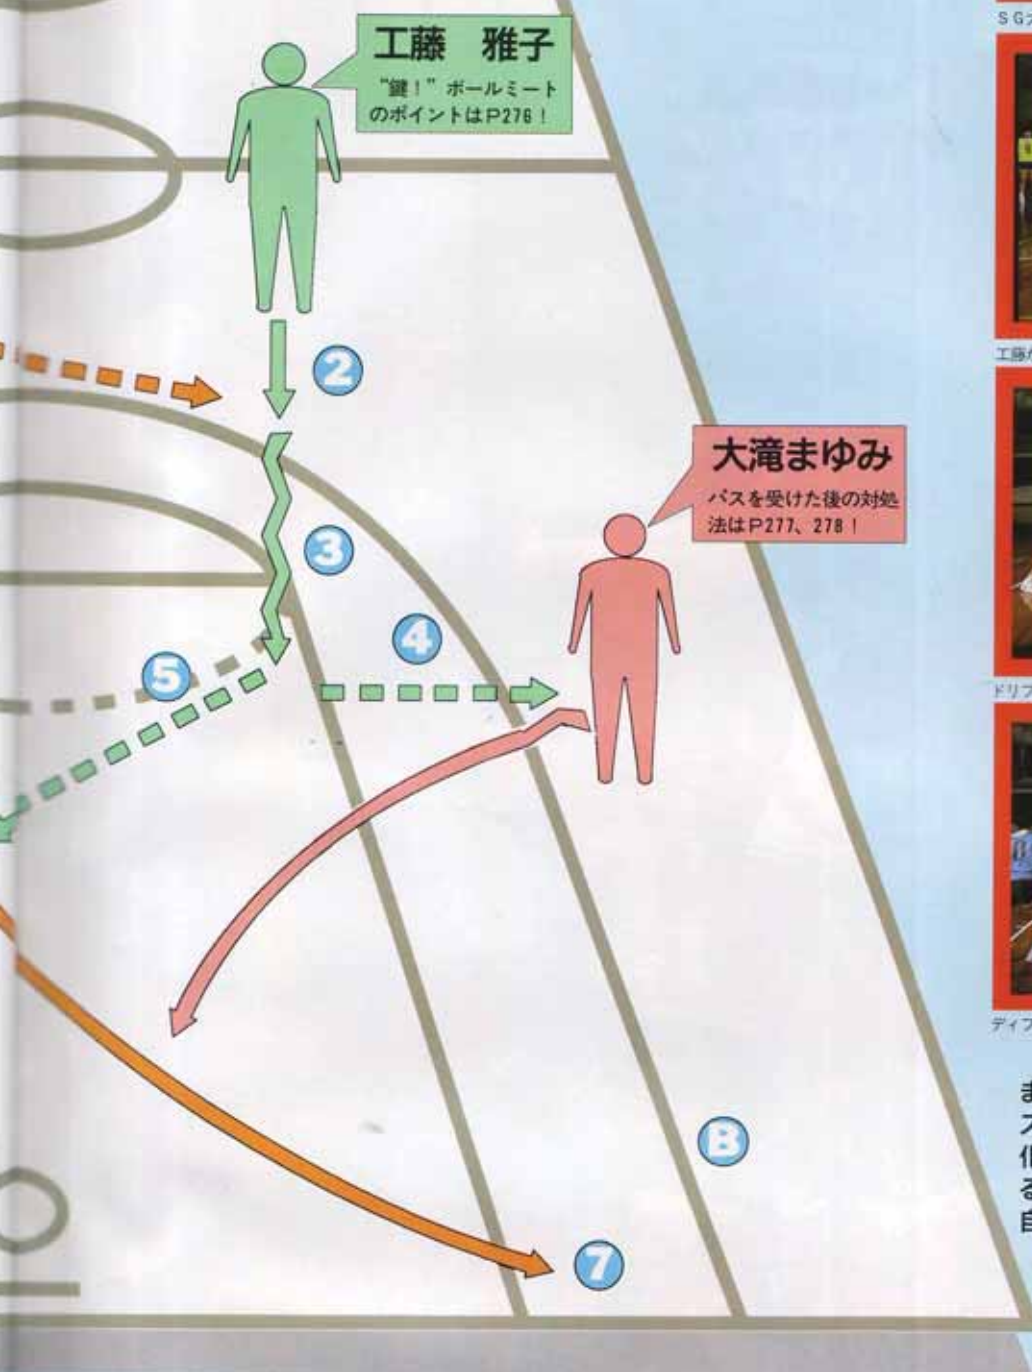 工藤 雅子
“鍵！”ボールミート
のポイントはP276！
2
大滝まゆみ
パスを受けた後の対処
法はP277、278！
3
4
5
B
7
SG
工藤
ドリブ
ディフ
ま
ス
化
る
自